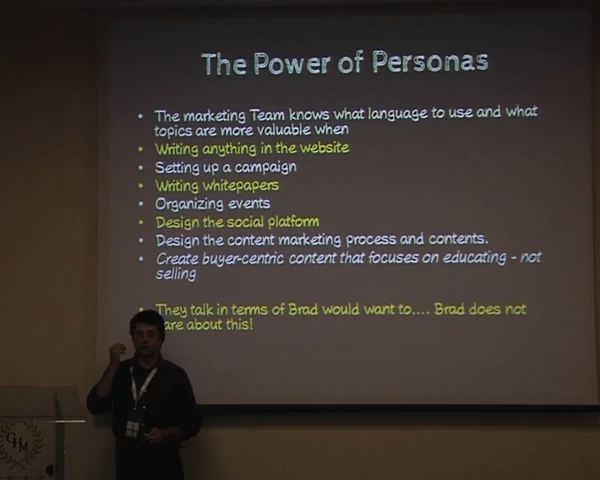 The Power of Personas
• The marketing Team knows what language to use and what
topics are more valuable when
• Writing anything in the website
• Setting up a campaign
• Writing whitepapers
• Organizing events
• Design the social platform
• Design the content marketing process and contents.
• Create buyer-centric content that focuses on educating - not
selling
• They talk in terms of Brad would want to.... Brad does not
are about this!
GHM